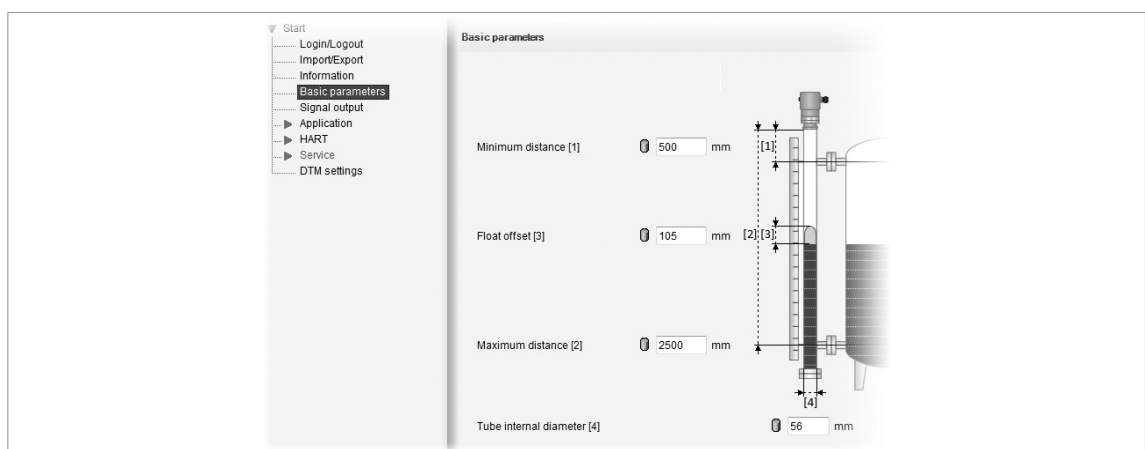 Start
Login/Logout
Import/Export
Information
Basic parameters
Signal output
Application
HART
Service
DTM settings
Basic parameters
Minimum distance [1] 500 mm [1]
Float offset [3] 105 mm [2] [3]
Maximum distance [2] 2500 mm
[4]
Tube internal diameter [4] 56 mm